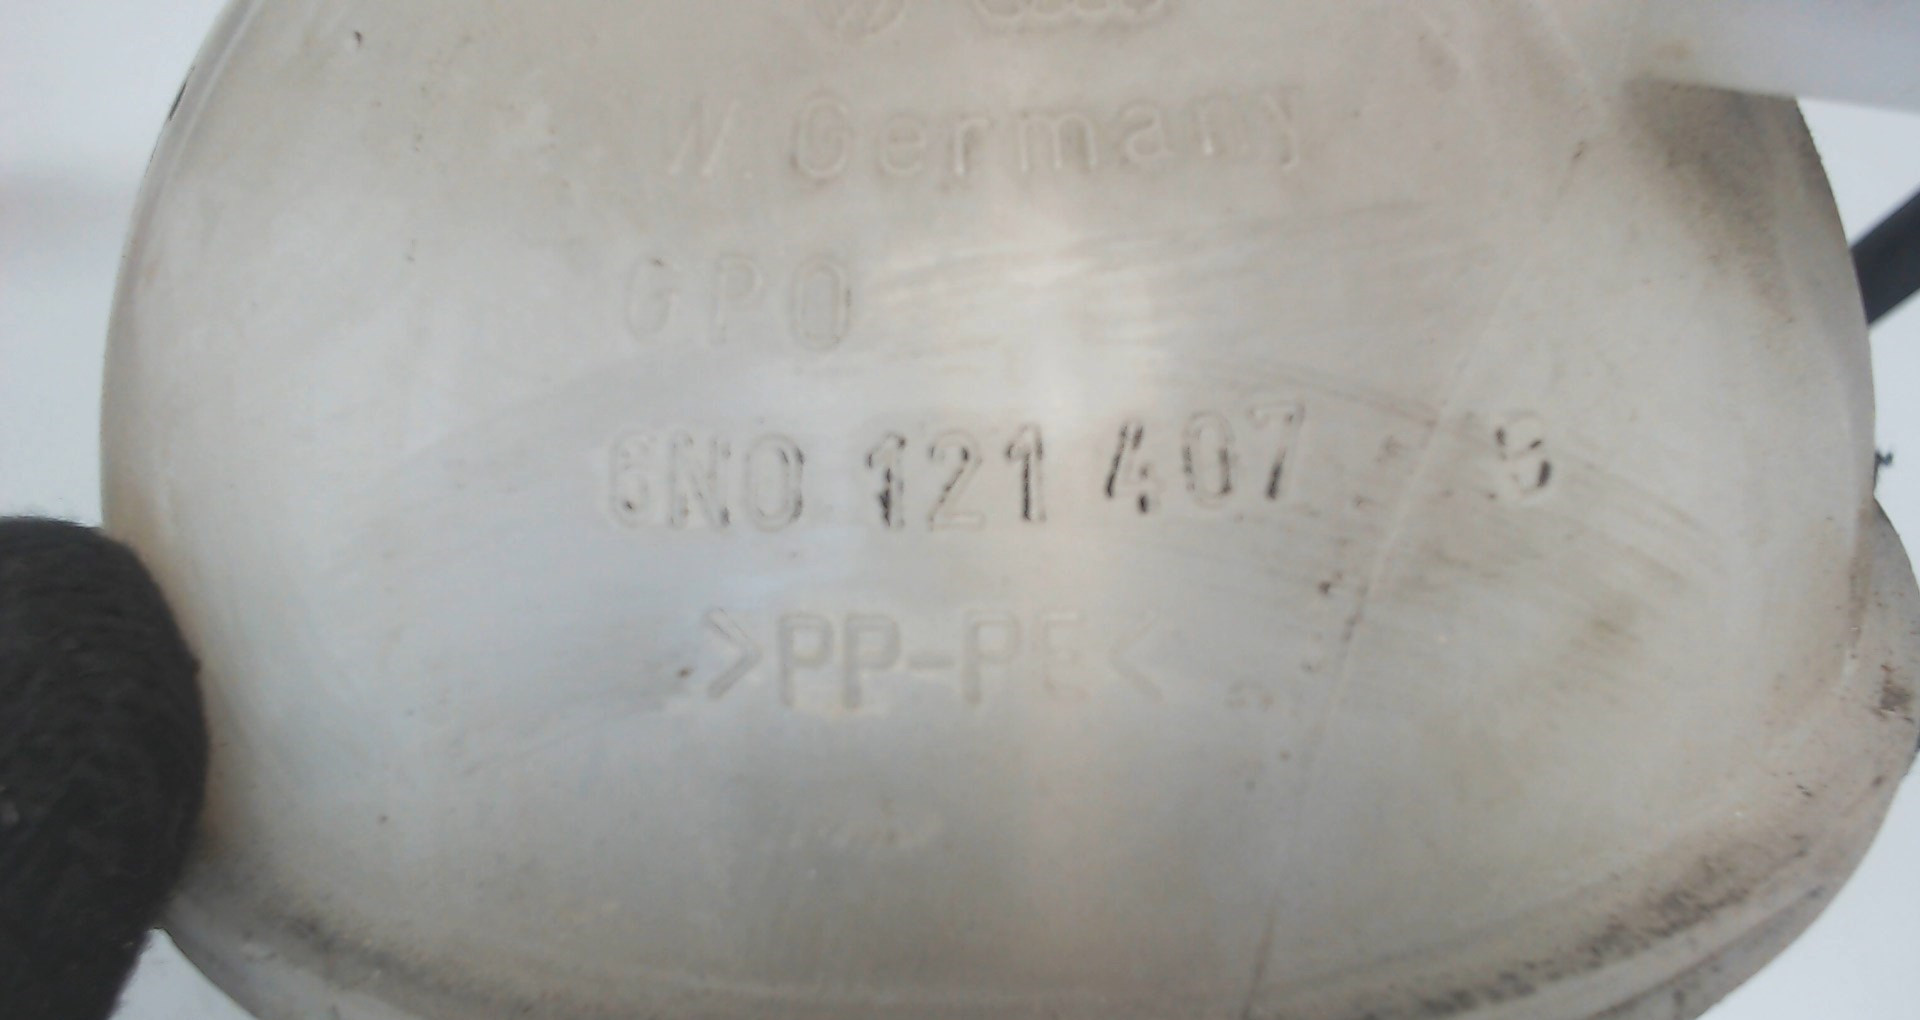 W. Germany
GPO
6N0 121 407
>PP-PE<